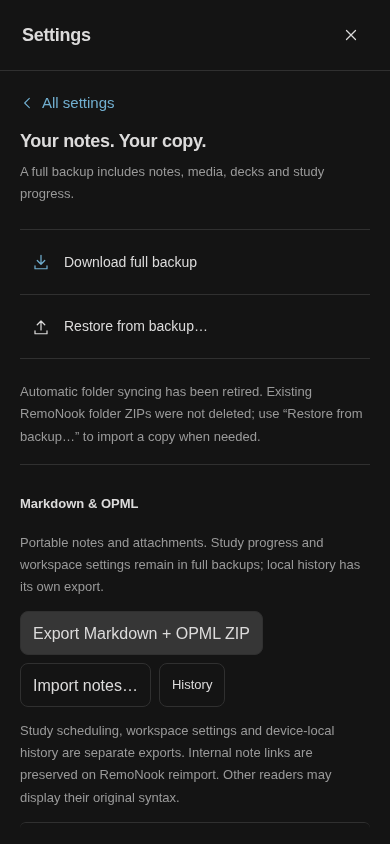 Settings
All settings
Your notes. Your copy.
A full backup includes notes, media, decks and study
progress.
Download full backup
Restore from backup…
Automatic folder syncing has been retired. Existing
RemoNook folder ZIPs were not deleted; use “Restore from
backup…” to import a copy when needed.
Markdown & OPML
Portable notes and attachments. Study progress and
workspace settings remain in full backups; local history has
its own export.
Export Markdown + OPML ZIP
Import notes…
History
Study scheduling, workspace settings and device-local
history are separate exports. Internal note links are
preserved on RemoNook reimport. Other readers may
display their original syntax.